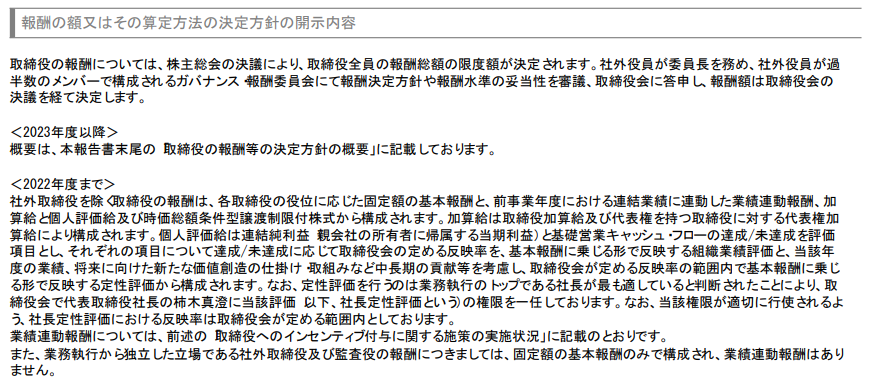 報酬の額又はその算定方法の決定方針の開示内容
取締役の報酬については、株主総会の決議により、取締役全員の報酬総額の限度額が決定されます。社外役員が委員長を務め、社外役員が過
半数のメンバーで構成されるガバナンス・報酬委員会にて報酬決定方針や報酬水準の妥当性を審議、取締役会に答申し、報酬額は取締役会の
決議を経て決定します。
＜2023年度以降＞
概要は、本報告書末尾の 取締役の報酬等の決定方針の概要」に記載しております。
＜2022年度まで＞
社外取締役を除く取締役の報酬は、各取締役の役位に応じた固定額の基本報酬と、前事業年度における連結業績に連動した業績連動報酬、加
算給と個人評価給及び時価総額条件型譲渡制限付株式から構成されます。加算給は取締役加算給及び代表権を持つ取締役に対する代表権加
算給により構成されます。個人評価給は連結純利益 親会社の所有者に帰属する当期利益）と基礎営業キャッシュ・フローの達成/未達成を評価
項目とし、それぞれの項目について達成/未達成に応じて取締役会の定める反映率を、基本報酬に乗じる形で反映する組織業績評価と、当該年
度の業績、将来に向けた新たな価値創造の仕掛け・取組みなど中長期の貢献等を考慮し、取締役会が定める反映率の範囲内で基本報酬に乗じ
る形で反映する定性評価から構成されます。なお、定性評価を行うのは業務執行のトップである社長が最も適していると判断されたことにより、取
締役会で代表取締役社長の柿木真澄に当該評価 以下、社長定性評価という）の権限を一任しております。なお、当該権限が適切に行使されるよ
う、社長定性評価における反映率は取締役会が定める範囲内としております。
業績連動報酬については、前述の 取締役へのインセンティブ付与に関する施策の実施状況」に記載のとおりです。
また、業務執行から独立した立場である社外取締役及び監査役の報酬につきましては、固定額の基本報酬のみで構成され、業績連動報酬はあり
ません。